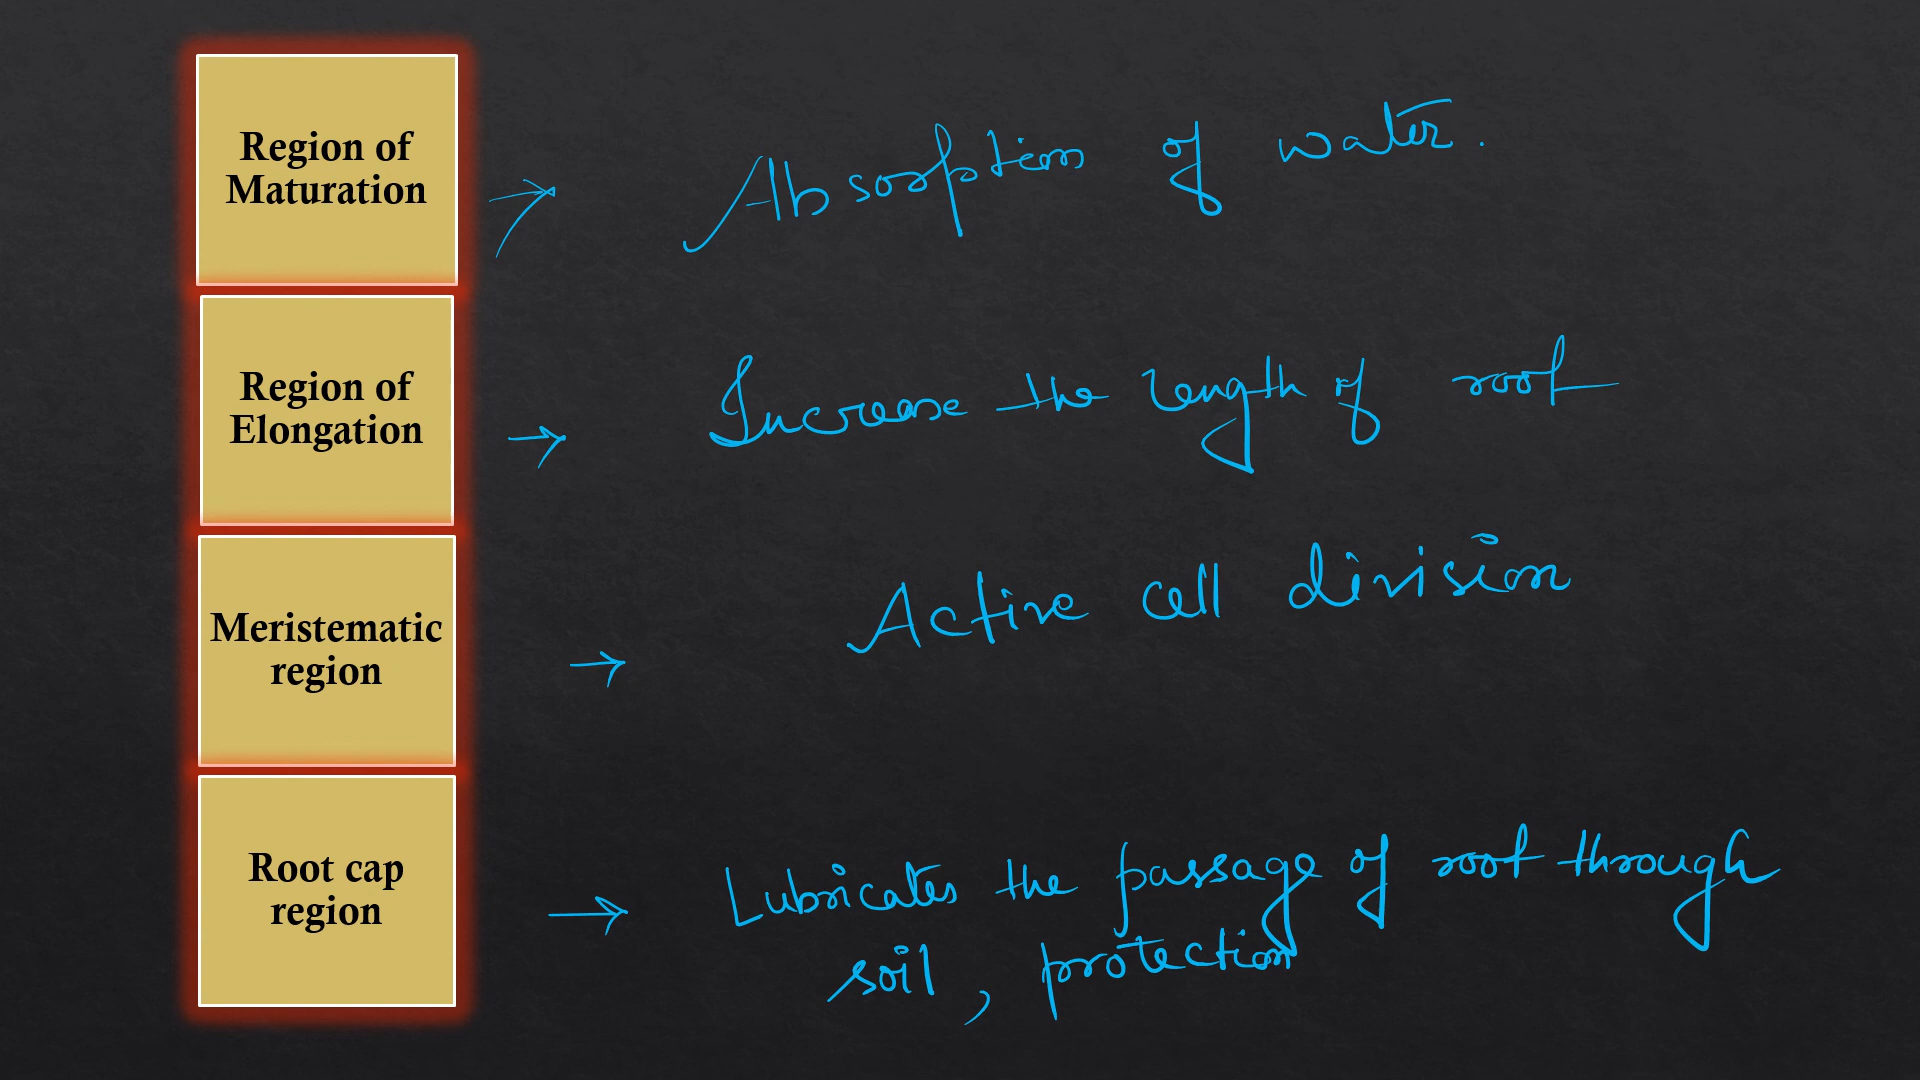 Region of
Maturation
Absorption of water.
Region of
Elongation
Increase the length of root
Meristematic
region
Active cell division
Root cap
region
Lubricates the passage of root through
soil, protection